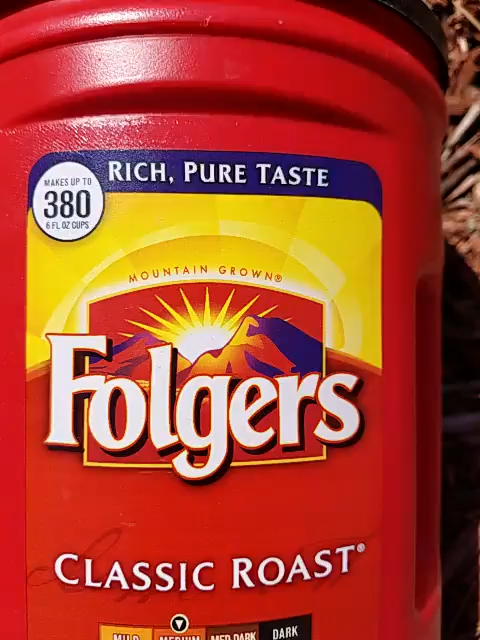 RICH, PURE TASTE
MAKES UP TO
380
6 FL OZ CUPS
MOUNTAIN GROWN®
Folgers
CLASSIC ROAST®
MILD MEDIUM MED DARK DARK